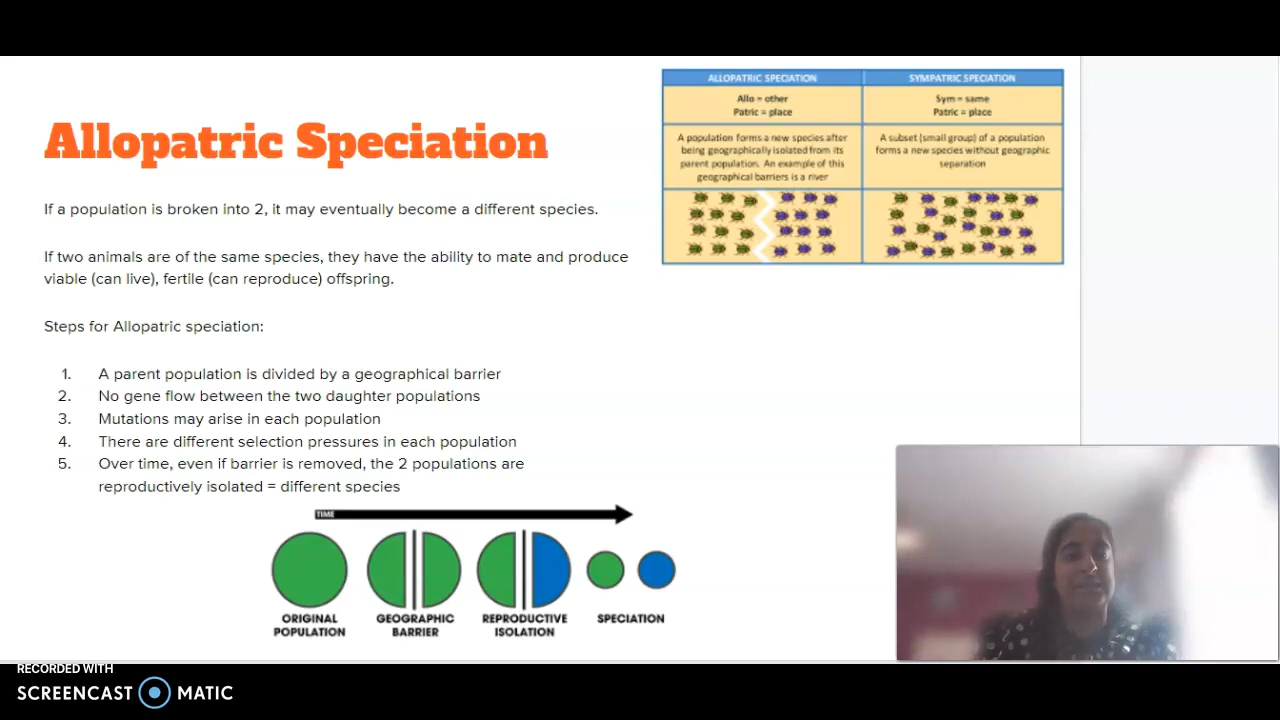 Allopatric Speciation
If a population is broken into 2, it may eventually become a different species.
If two animals are of the same species, they have the ability to mate and produce
viable (can live), fertile (can reproduce) offspring.
Steps for Allopatric speciation:
1. A parent population is divided by a geographical barrier
2. No gene flow between the two daughter populations
3. Mutations may arise in each population
4. There are different selection pressures in each population
5. Over time, even if barrier is removed, the 2 populations are
reproductively isolated = different species
ALLOPATRIC SPECIATION
Allo = other
Patric = place
A population forms a new species after
being geographically isolated from its
parent population. An example of this
geographical barriers is a river
SYMPATRIC SPECIATION
Sym = same
Patric = place
A subset (small group) of a population
forms a new species without geographic
separation
TIME
ORIGINAL
POPULATION
GEOGRAPHIC
BARRIER
REPRODUCTIVE
ISOLATION
SPECIATION
RECORDED WITH
SCREENCAST MATIC